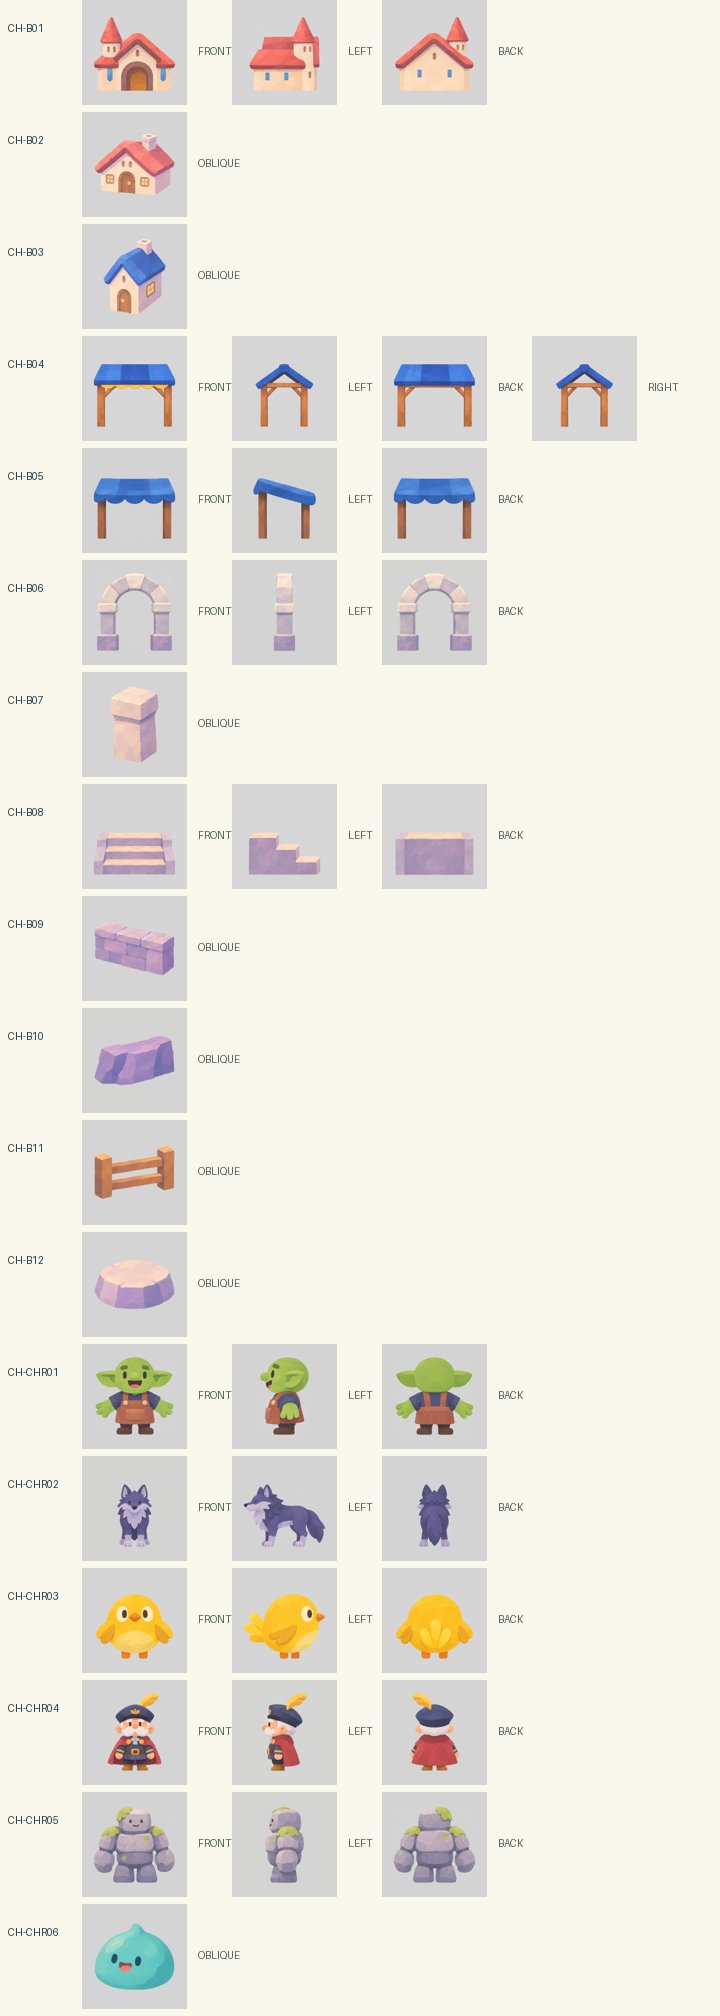 CH-B01 FRONT LEFT BACK
CH-B02 OBLIQUE
CH-B03 OBLIQUE
CH-B04 FRONT LEFT BACK RIGHT
CH-B05 FRONT LEFT BACK
CH-B06 FRONT LEFT BACK
CH-B07 OBLIQUE
CH-B08 FRONT LEFT BACK
CH-B09 OBLIQUE
CH-B10 OBLIQUE
CH-B11 OBLIQUE
CH-B12 OBLIQUE
CH-CHR01 FRONT LEFT BACK
CH-CHR02 FRONT LEFT BACK
CH-CHR03 FRONT LEFT BACK
CH-CHR04 FRONT LEFT BACK
CH-CHR05 FRONT LEFT BACK
CH-CHR06 OBLIQUE